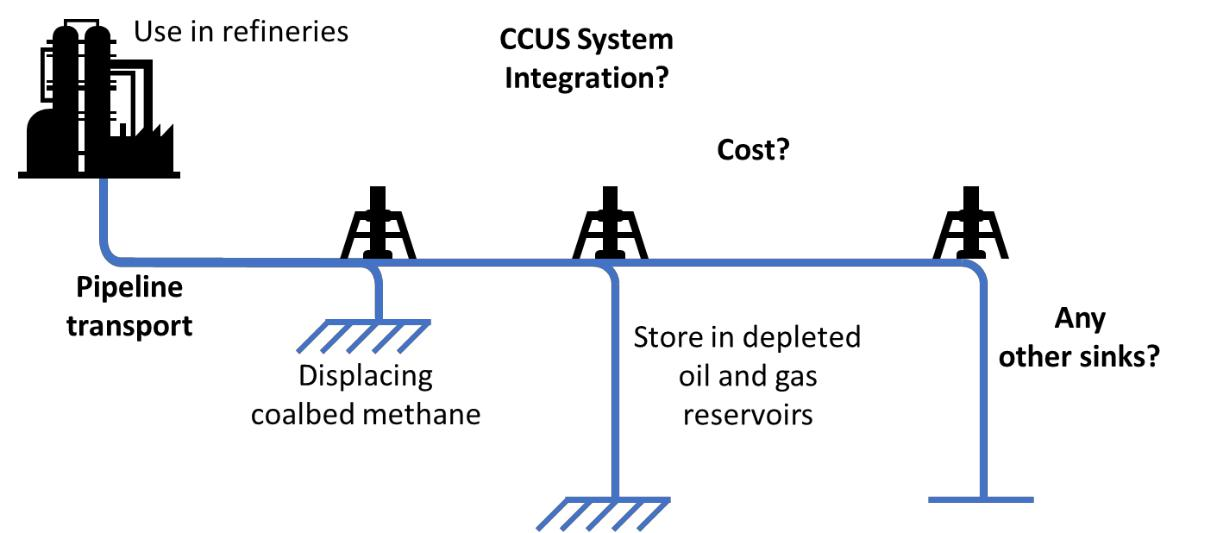 Use in refineries
CCUS System
Integration?
Cost?
Pipeline
transport
Displacing
coalbed methane
Store in depleted
oil and gas
reservoirs
Any
other sinks?